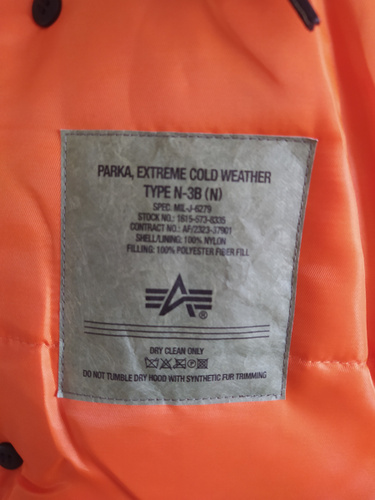 PARKA, EXTREME COLD WEATHER
TYPE N-3B (N)
SPEC: MIL-J-6279
STOCK NO.: 1615-573-8335
CONTRACT NO.: AF/2323-37901
SHELL/LINING: 100% NYLON
FILLING: 100% POLYESTER FIBER FILL
®
DRY CLEAN ONLY
DO NOT TUMBLE DRY HOOD WITH SYNTHETIC FUR TRIMMING